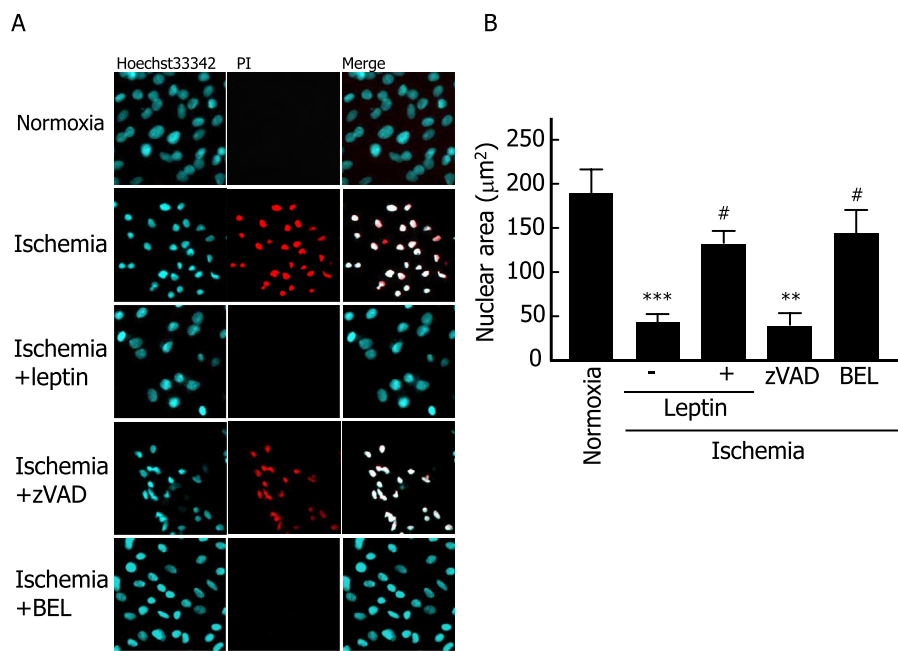 A
Hoechst33342 PI Merge
Normoxia
Ischemia
Ischemia
+leptin
Ischemia
+zVAD
Ischemia
+BEL
B
Nuclear area (μm²)
250
200
150
100
50
0
***
#
**
#
Normoxia
- + zVAD BEL
Leptin
Ischemia